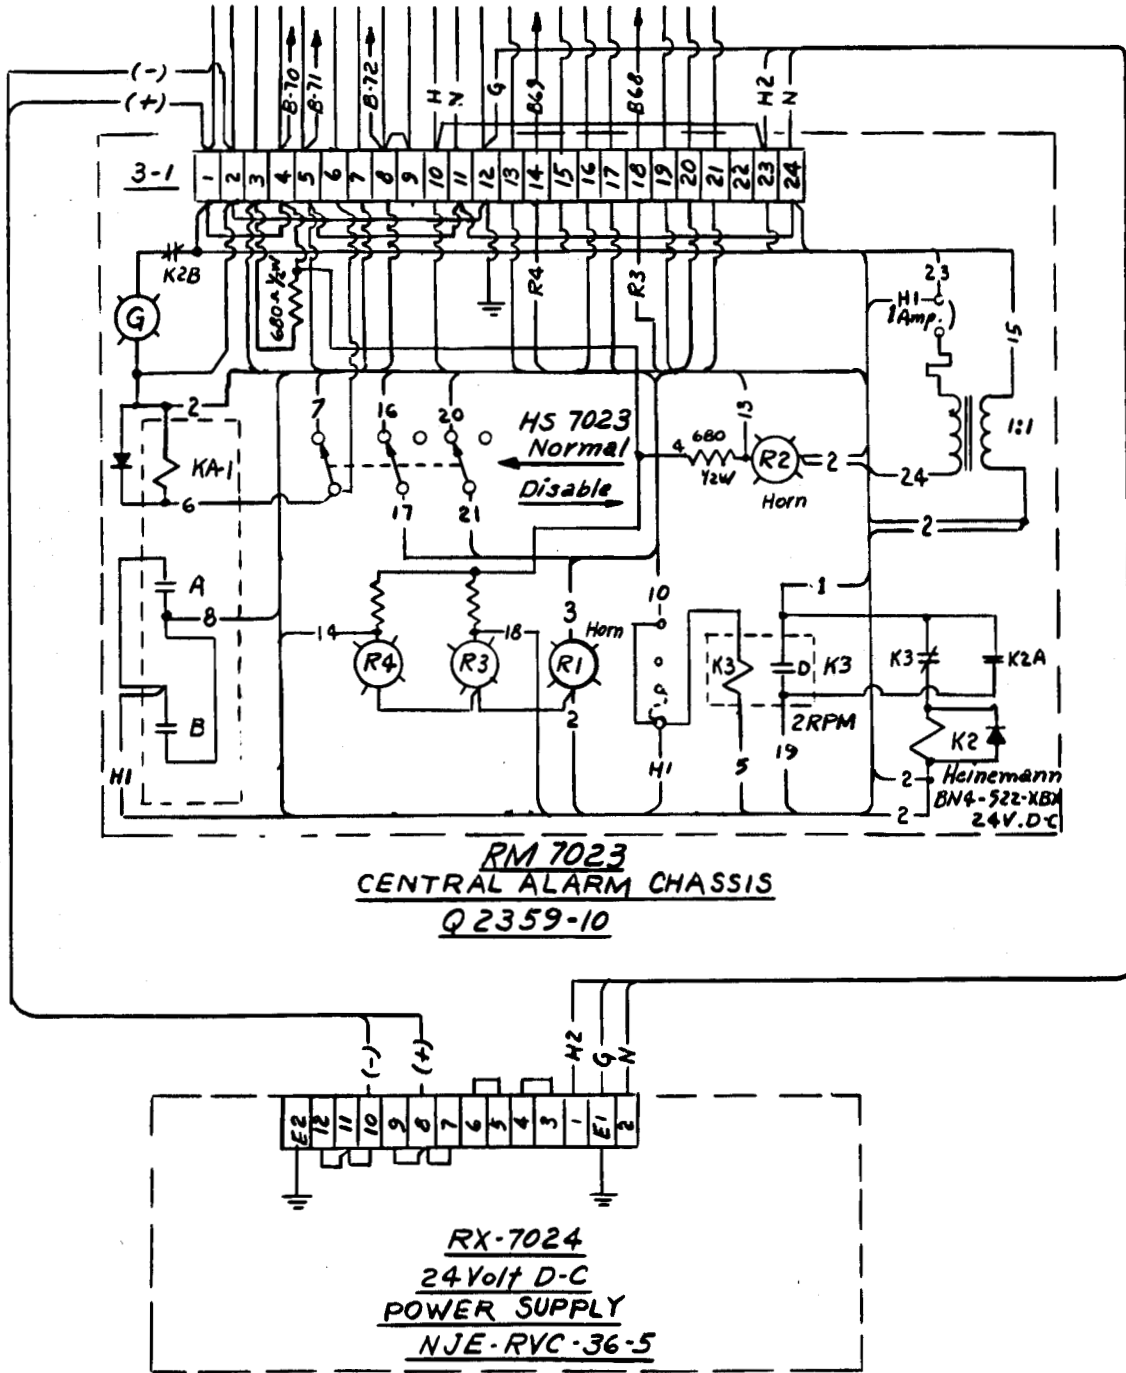 (-)
(+)
B-70
B-71
B-72
H
N
G
B69
B68
H2
N
3-1
1 2 3 4 5 6 7 8 9 10 11 12 13 14 15 16 17 18 19 20 21 22 23 24
K2B
G
680Ω ½W
R4
R3
23
H1
1 Amp.
15
2
7
16
20
HS 7023
Normal
Disable
13
4
680
½W
R2
2
Horn
24
1:1
KA-1
6
17
21
2
A
8
14
18
3
Horn
10
1
R4
R3
R1
K3
D
K3
K3
K2A
B
2
2RPM
H1
H1
5
19
K2
2
Heinemann
BN4-522-XBX
24V.D-C
2
RM 7023
CENTRAL ALARM CHASSIS
Q2359-10
(-)
(+)
H2
G
N
E2 12 11 10 9 8 7 6 5 4 3 1 E1 2
RX-7024
24Volt D-C
POWER SUPPLY
NJE-RVC-36-5